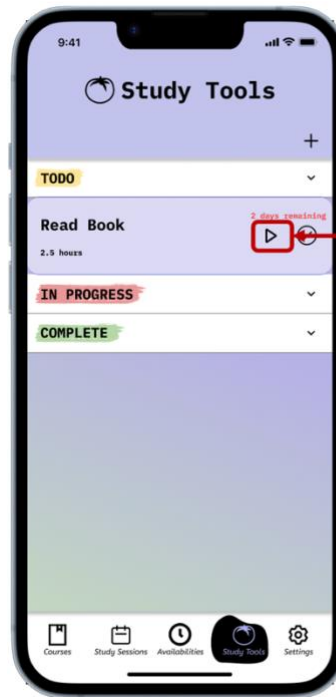 9:41
Study Tools
TODO
2 days remaining
Read Book
2.5 hours
IN PROGRESS
COMPLETE
Courses Study Sessions Availabilities Study Tools Settings